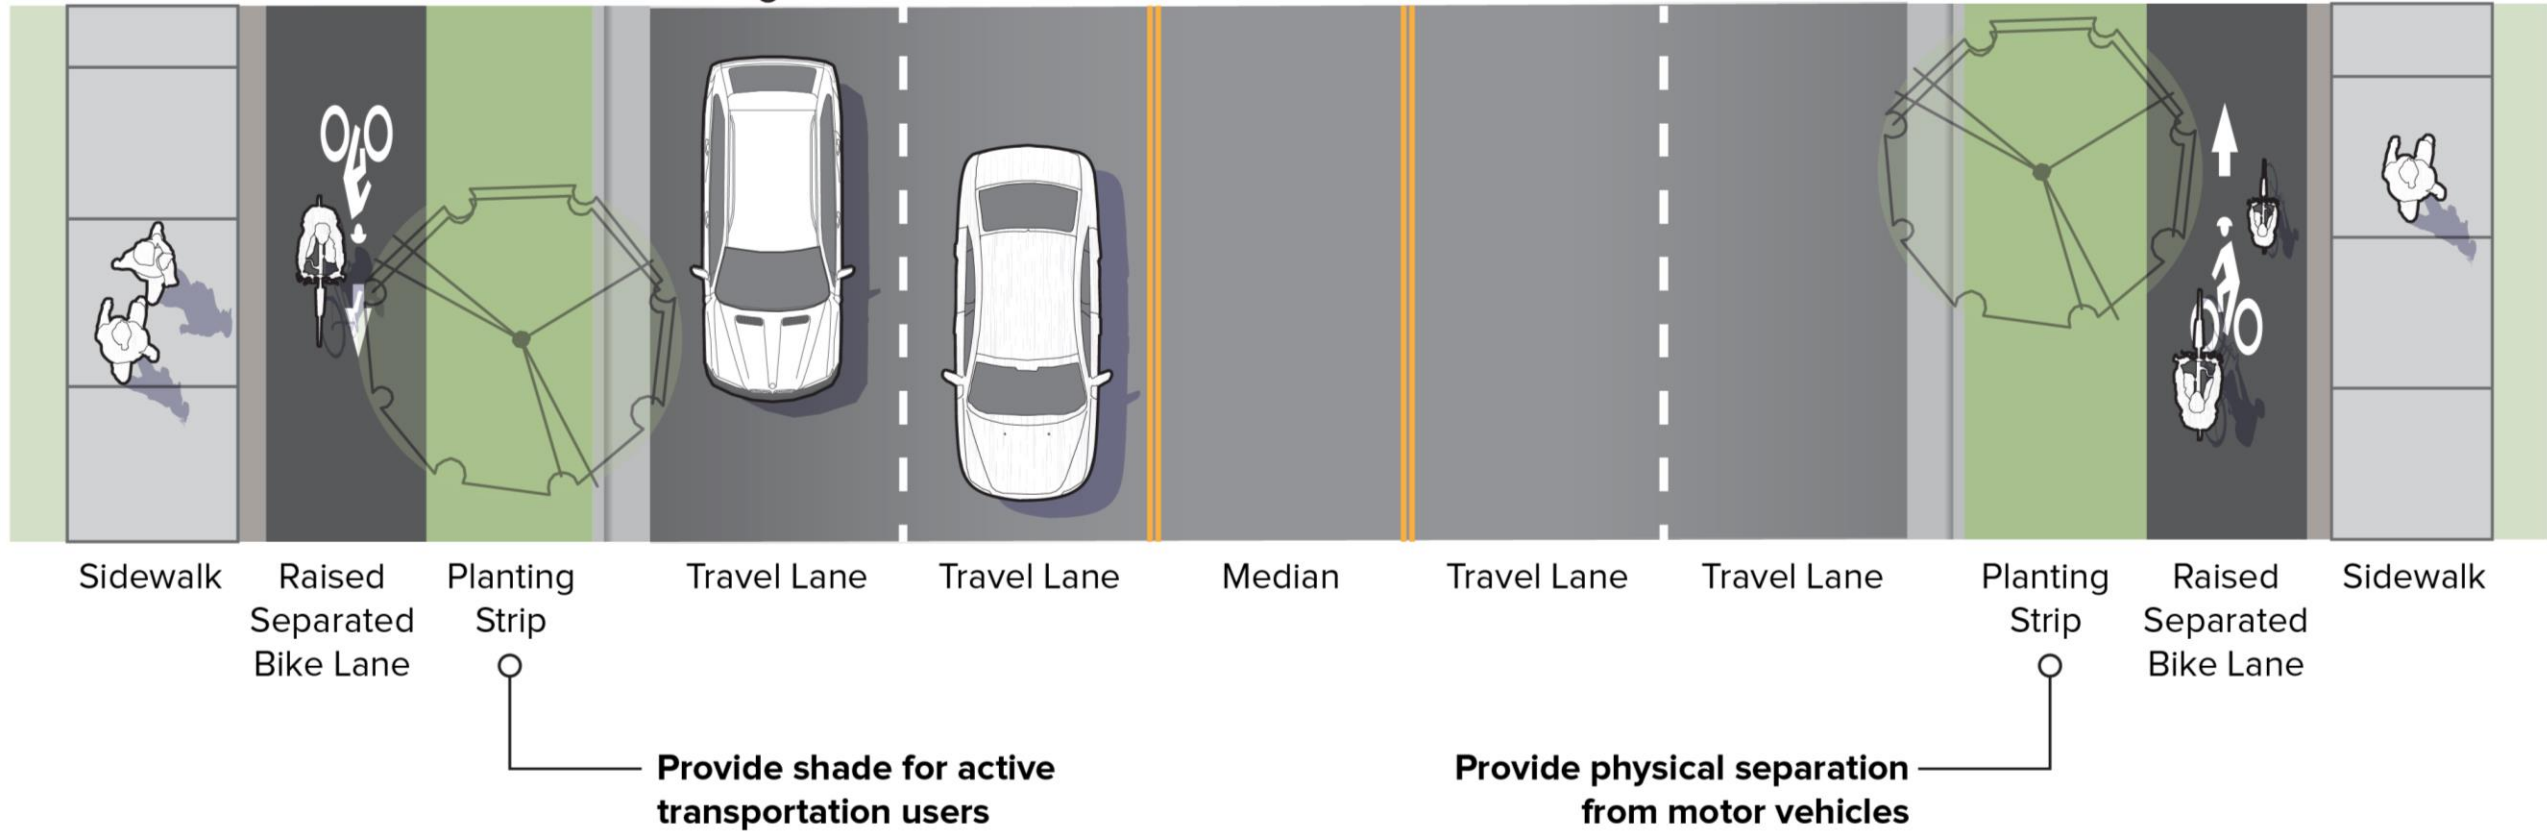 Sidewalk
Raised
Separated
Bike Lane
Planting
Strip
Travel Lane
Travel Lane
Median
Travel Lane
Travel Lane
Planting
Strip
Raised
Separated
Bike Lane
Sidewalk
Provide shade for active
transportation users
Provide physical separation
from motor vehicles